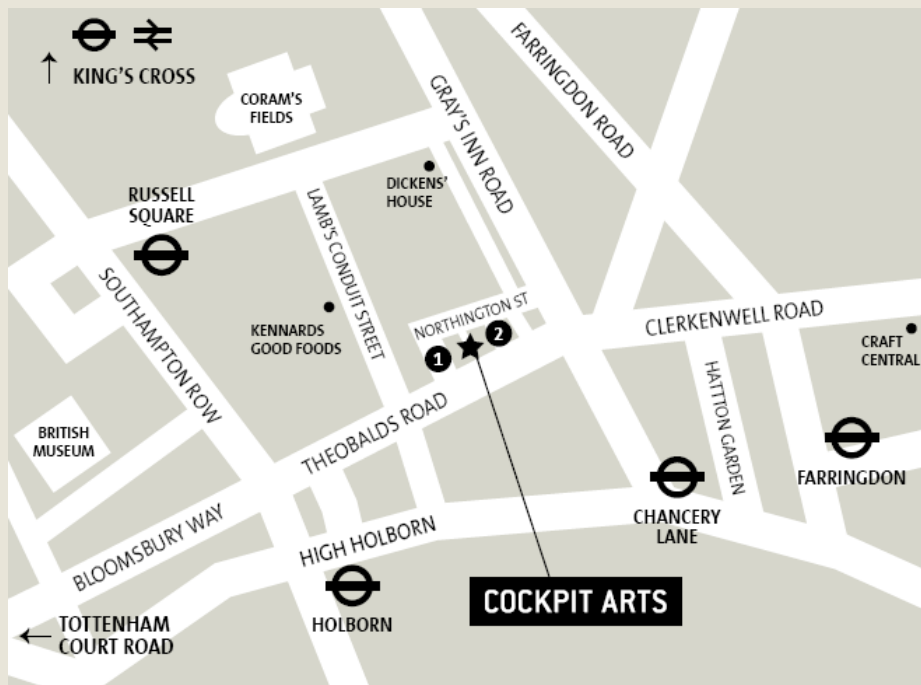 KING'S CROSS
CORAM'S
FIELDS
GRAY'S INN ROAD
FARRINGDON ROAD
DICKENS'
HOUSE
RUSSELL
SQUARE
LAMB'S CONDUIT STREET
SOUTHAMPTON ROW
KENNARDS
GOOD FOODS
NORTHINGTON ST
1
2
CLERKENWELL ROAD
CRAFT
CENTRAL
HATTTON GARDEN
BRITISH
MUSEUM
THEOBALDS ROAD
FARRINGDON
CHANCERY
LANE
BLOOMSBURY WAY
HIGH HOLBORN
COCKPIT ARTS
HOLBORN
TOTTENHAM
COURT ROAD